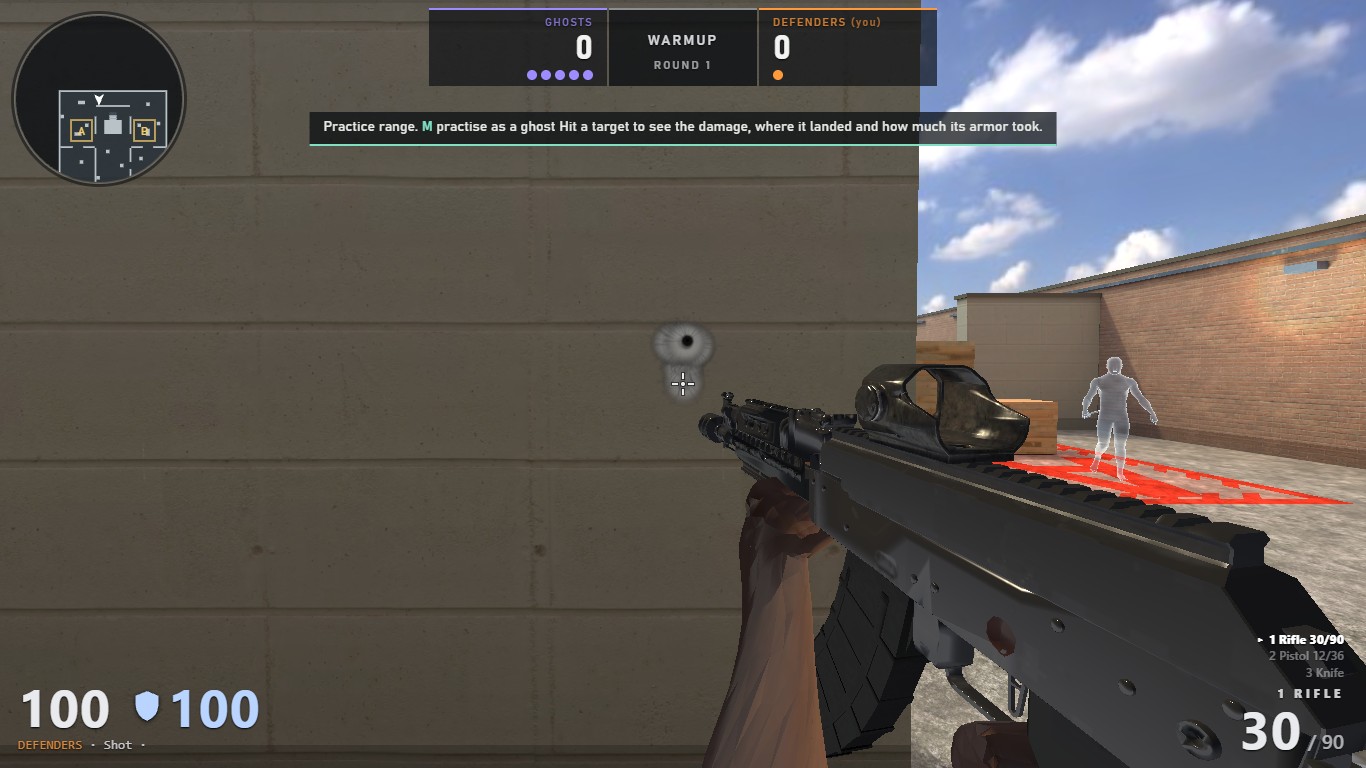 GHOSTS
0
WARMUP
ROUND 1
DEFENDERS (you)
0
Practice range. M practise as a ghost Hit a target to see the damage, where it landed and how much its armor took.
A
B
▸ 1 Rifle 30/90
2 Pistol 12/36
3 Knife
1 RIFLE
30 / 90
100 100
DEFENDERS · Shot ·